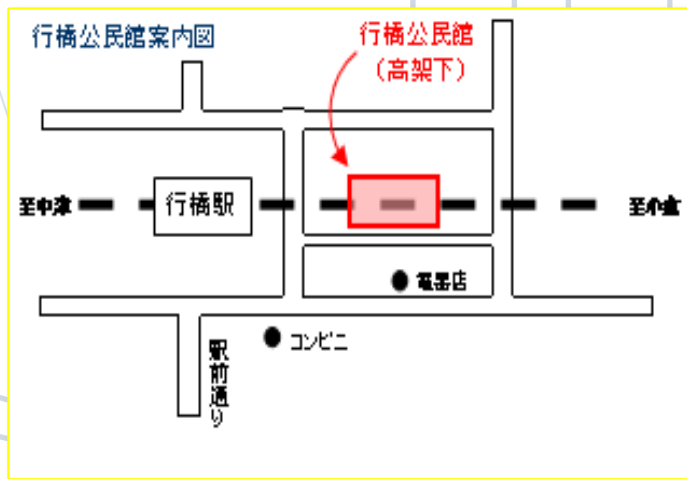 行橋公民館案内図
行橋公民館
（高架下）
至中津
行橋駅
至小倉
電器店
コンビニ
駅前通り